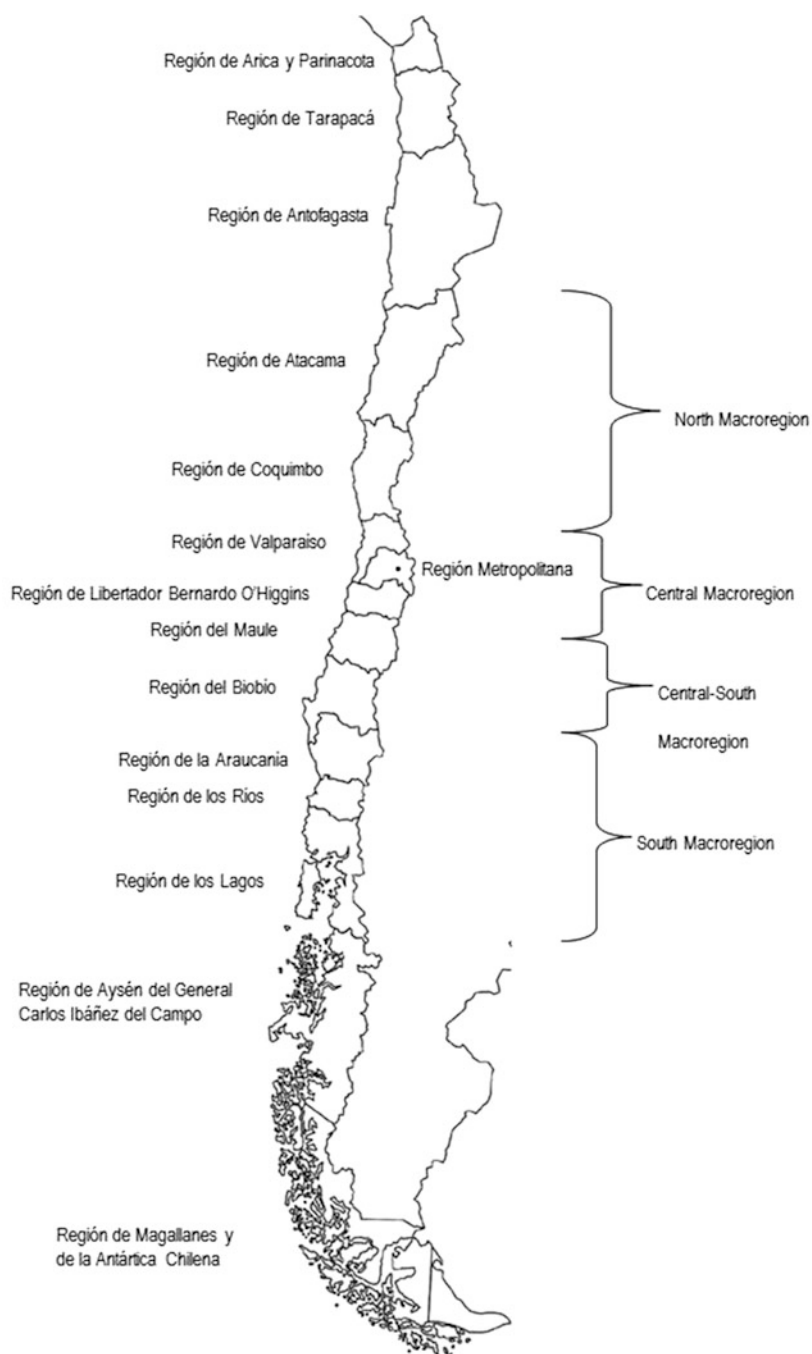 Región de Arica y Parinacota
Región de Tarapacá
Región de Antofagasta
Región de Atacama
North Macroregion
Región de Coquimbo
Región de Valparaíso
Región Metropolitana
Región de Libertador Bernardo O'Higgins
Central Macroregion
Región del Maule
Región del Biobío
Central-South
Macroregion
Región de la Araucanía
Región de los Ríos
South Macroregion
Región de los Lagos
Región de Aysén del General
Carlos Ibáñez del Campo
Región de Magallanes y
de la Antártica Chilena